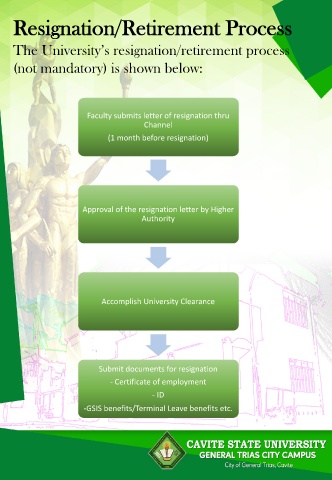 Resignation/Retirement Process
The University's resignation/retirement process
(not mandatory) is shown below:
Faculty submits letter of resignation thru
Channel
(1 month before resignation)
Approval of the resignation letter by Higher
Authority
Accomplish University Clearance
Submit documents for resignation
- Certificate of employment
- ID
-GSIS benefits/Terminal Leave benefits etc.
CAVITE STATE UNIVERSITY
GENERAL TRIAS CITY CAMPUS
City of General Trias, Cavite